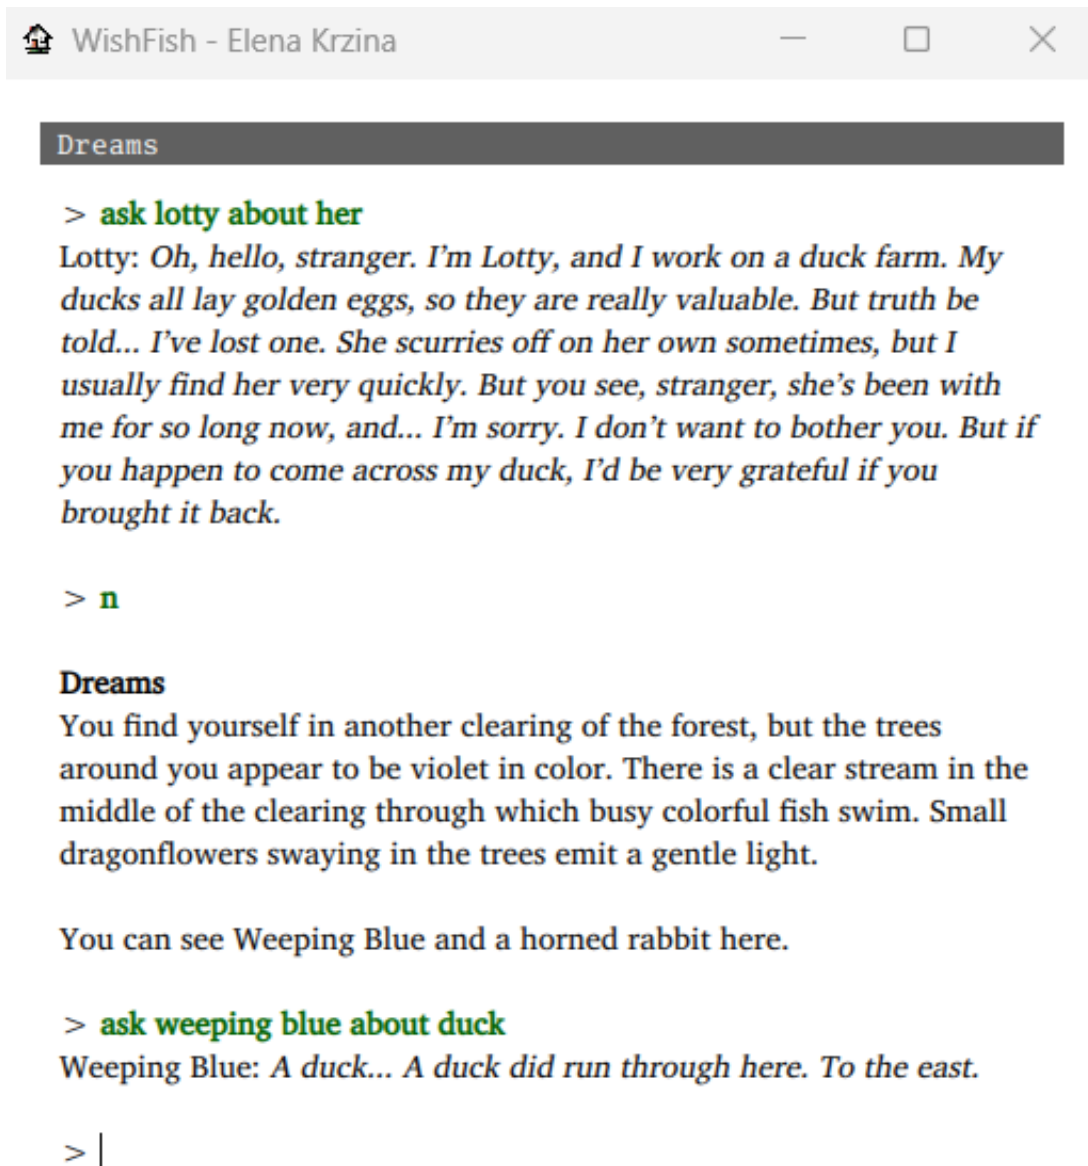 WishFish - Elena Krzina
Dreams
> ask lotty about her
Lotty: Oh, hello, stranger. I'm Lotty, and I work on a duck farm. My
ducks all lay golden eggs, so they are really valuable. But truth be
told... I've lost one. She scurries off on her own sometimes, but I
usually find her very quickly. But you see, stranger, she's been with
me for so long now, and... I'm sorry. I don't want to bother you. But if
you happen to come across my duck, I'd be very grateful if you
brought it back.
> n
Dreams
You find yourself in another clearing of the forest, but the trees
around you appear to be violet in color. There is a clear stream in the
middle of the clearing through which busy colorful fish swim. Small
dragonflowers swaying in the trees emit a gentle light.
You can see Weeping Blue and a horned rabbit here.
> ask weeping blue about duck
Weeping Blue: A duck... A duck did run through here. To the east.
>